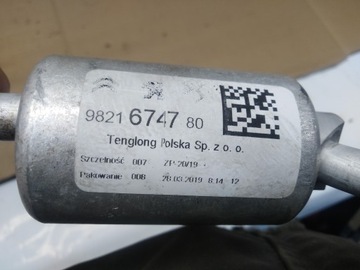 9821 6747 80
Tenglong Polska Sp. z o. o.
Szczelność 007 ZP 20/19
Pakowanie 008 28.03.2019 8:14 12